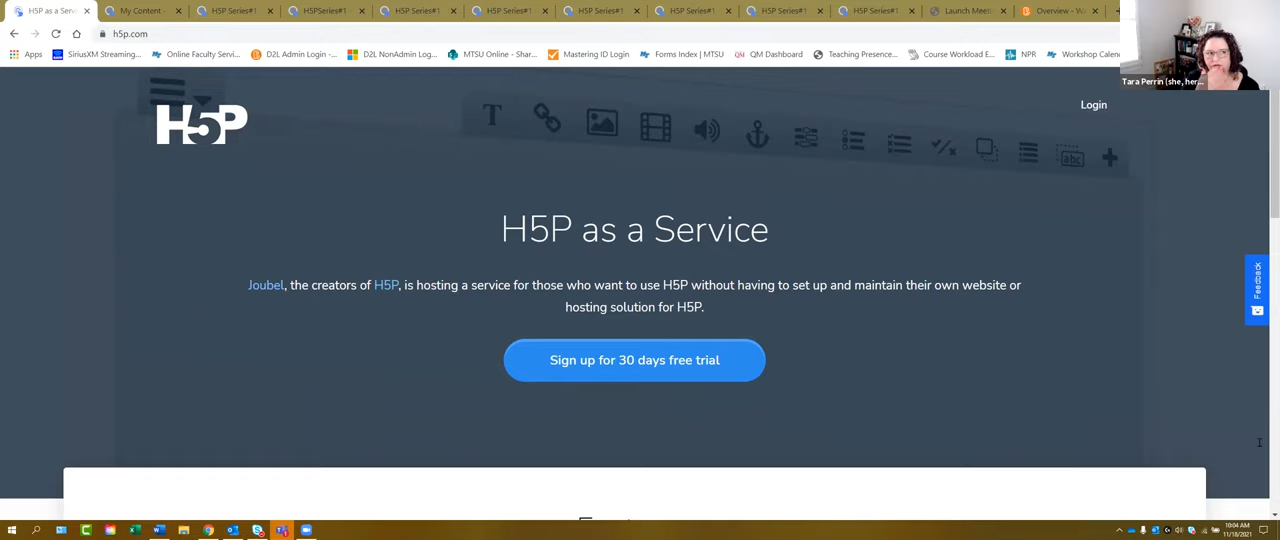 H5P as a Serv
My Content -
H5P Series#1
H5PSeries#1
H5P Series#1
H5P Series#1
H5P Series#1
H5P Series#1
H5P Series#1
H5P Series#1
Launch Meeti
Overview - W
h5p.com
Apps
SiriusXM Streaming...
Online Faculty Servi...
D2L Admin Login -...
D2L NonAdmin Log...
MTSU Online - Shar...
Mastering ID Login
Forms Index | MTSU
QM Dashboard
Teaching Presence...
Course Workload E...
NPR
Workshop Calend
Tara Perrin (she, her...
H5P
Login
T
abc
H5P as a Service
Joubel, the creators of H5P, is hosting a service for those who want to use H5P without having to set up and maintain their own website or
hosting solution for H5P.
Sign up for 30 days free trial
Feedback
10:04 AM
11/18/2021